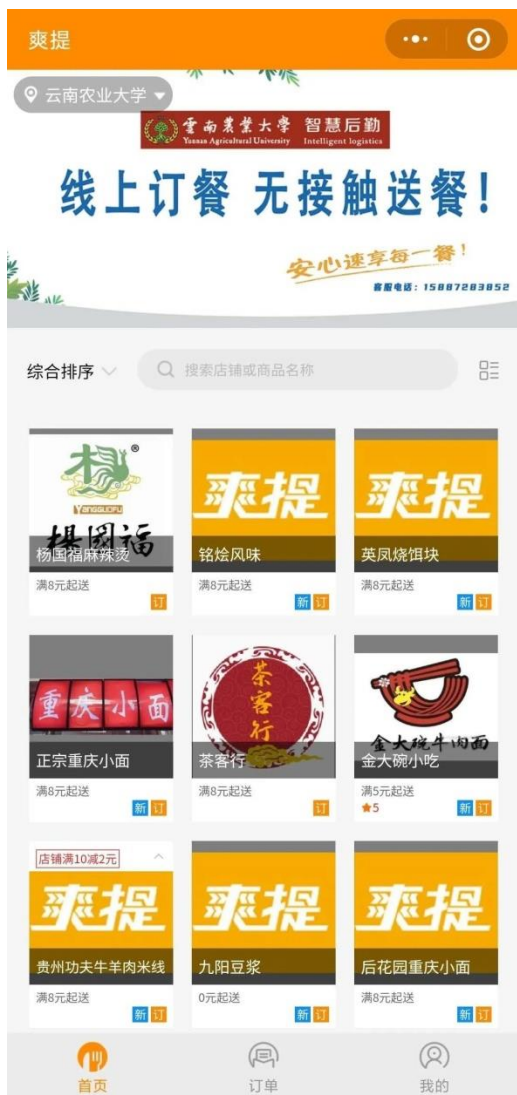 爽提
云南农业大学
雲南農業大學 智慧后勤
Yunnan Agricultural University Intelligent logistics
线上订餐 无接触送餐!
安心速享每一餐!
客服电话: 15887283852
综合排序 搜索店铺或商品名称
杨 ®
YANGGUOFU
楊國福
爽提
爽提
杨国福麻辣烫 铭烩风味 英凤烧饵块
满8元起送 满8元起送 满8元起送
订 新 订 新 订
重庆小面
茶客行
金大碗牛肉面
正宗重庆小面 茶客行 金大碗小吃
满8元起送 满8元起送 满5元起送
★5
新 订 订 新 订
店铺满10减2元
爽提 爽提 爽提
贵州功夫牛羊肉米线 九阳豆浆 后花园重庆小面
满8元起送 0元起送 满8元起送
新 订 新 订 新 订
首页 订单 我的